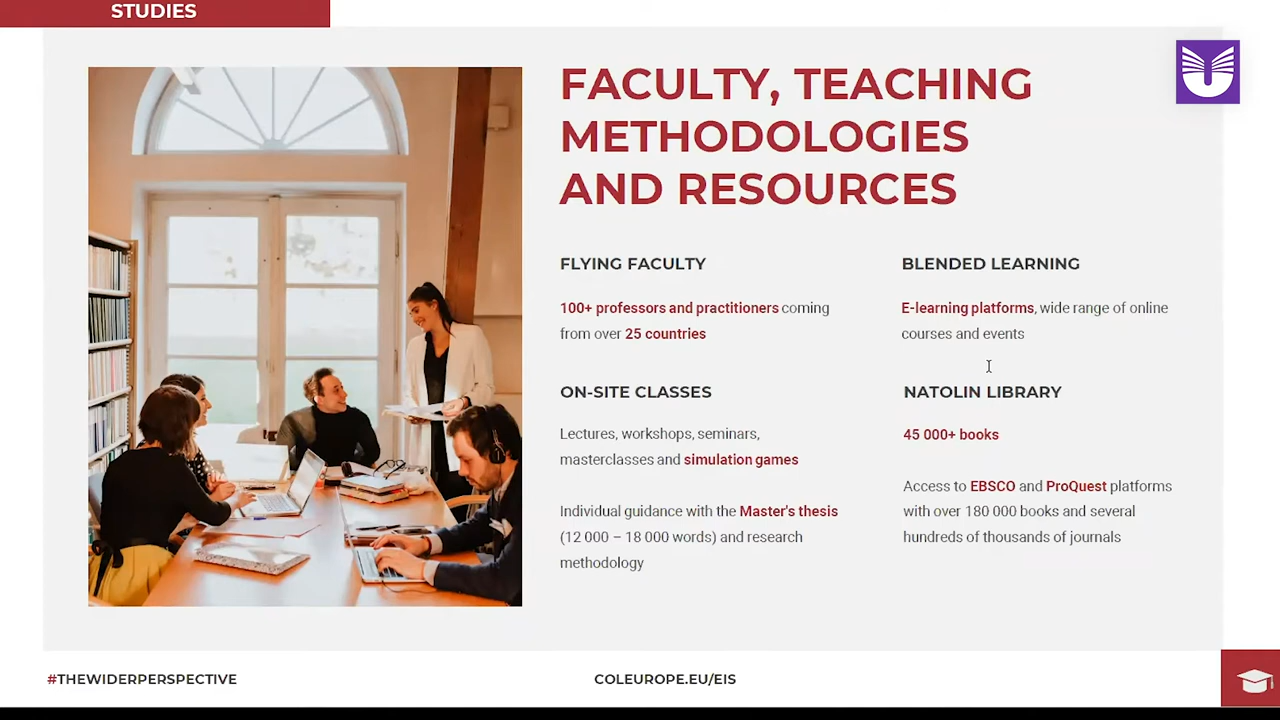 STUDIES
FACULTY, TEACHING
METHODOLOGIES
AND RESOURCES
FLYING FACULTY
100+ professors and practitioners coming
from over 25 countries
ON-SITE CLASSES
Lectures, workshops, seminars,
masterclasses and simulation games
Individual guidance with the Master's thesis
(12 000 – 18 000 words) and research
methodology
BLENDED LEARNING
E-learning platforms, wide range of online
courses and events
NATOLIN LIBRARY
45 000+ books
Access to EBSCO and ProQuest platforms
with over 180 000 books and several
hundreds of thousands of journals
#THEWIDERPERSPECTIVE
COLEUROPE.EU/EIS